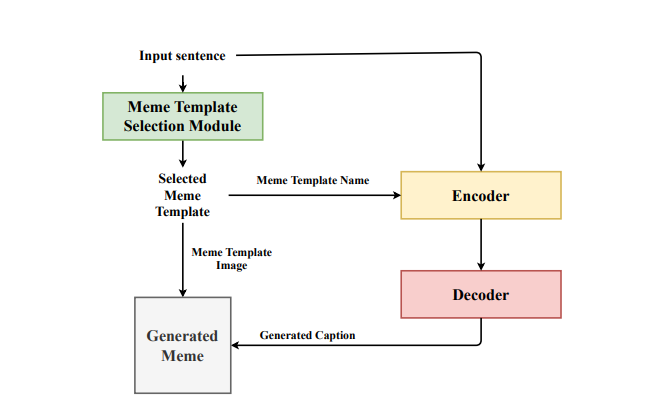 Input sentence
Meme Template
Selection Module
Selected
Meme
Template
Meme Template Name
Encoder
Meme Template
Image
Decoder
Generated
Meme
Generated Caption